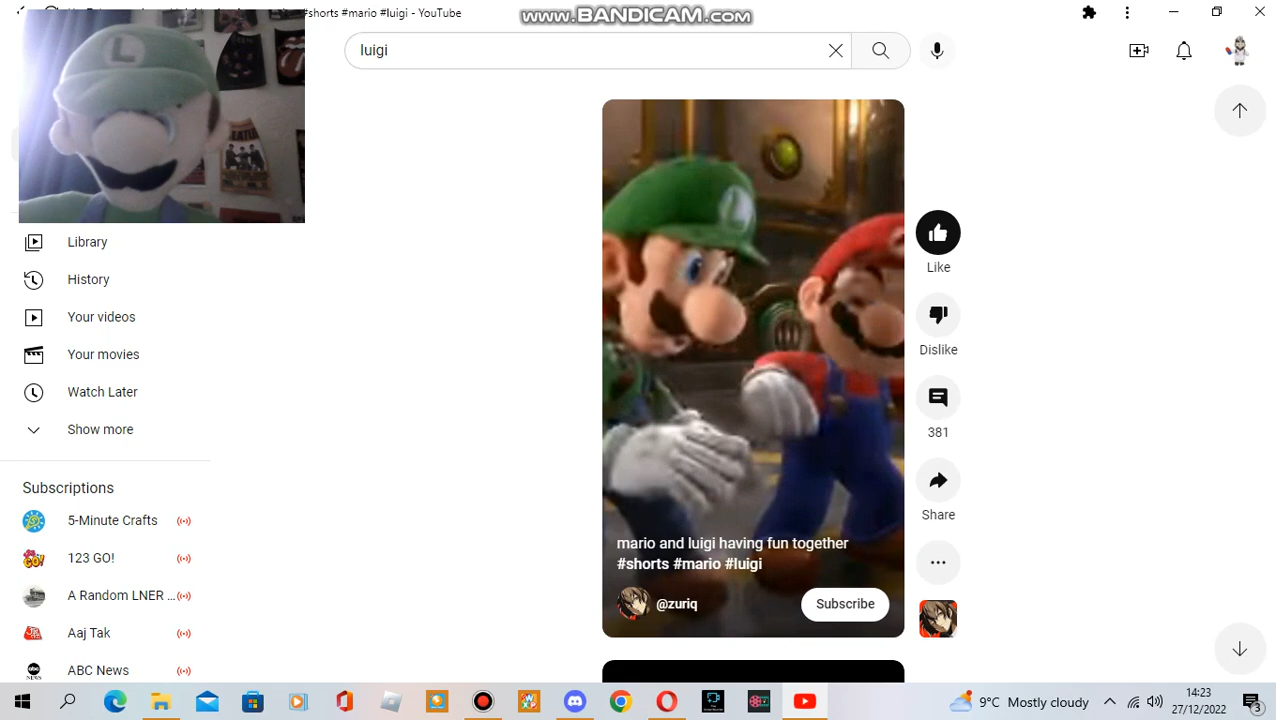 #shorts #mario #luigi - YouTube
www.BANDICAM.com
luigi
L
Library
History
Your videos
Your movies
Watch Later
Show more
Subscriptions
5-Minute Crafts
123 GO!
A Random LNER ...
Aaj Tak
abc NEWS
ABC News
Like
Dislike
381
Share
mario and luigi having fun together
#shorts #mario #luigi
@zuriq
Subscribe
9°C Mostly cloudy
23
27/12/2022
3